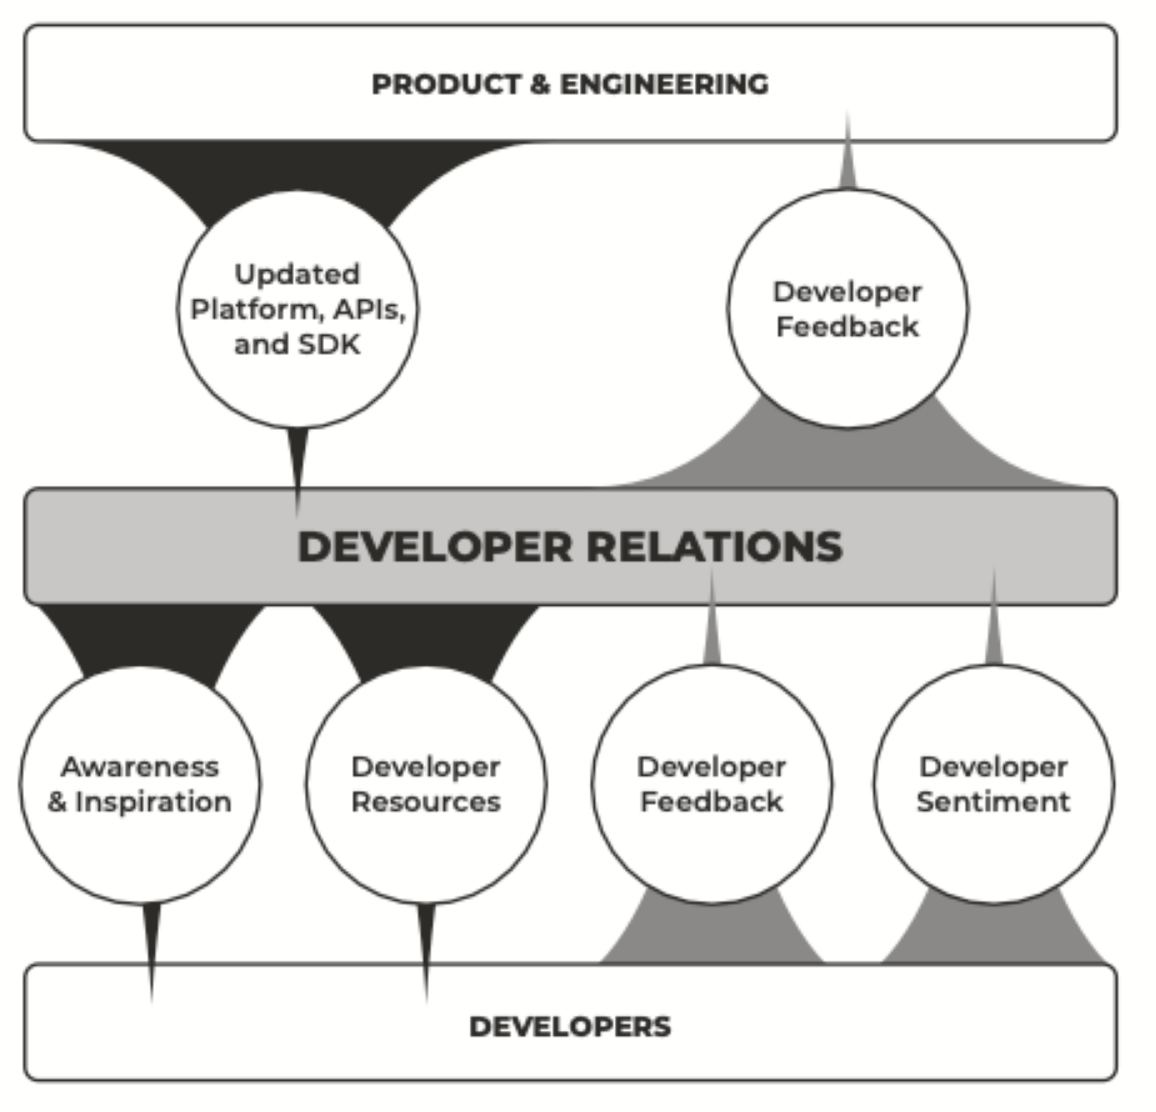 PRODUCT & ENGINEERING
Updated
Platform, APIs,
and SDK
Developer
Feedback
DEVELOPER RELATIONS
Awareness
& Inspiration
Developer
Resources
Developer
Feedback
Developer
Sentiment
DEVELOPERS